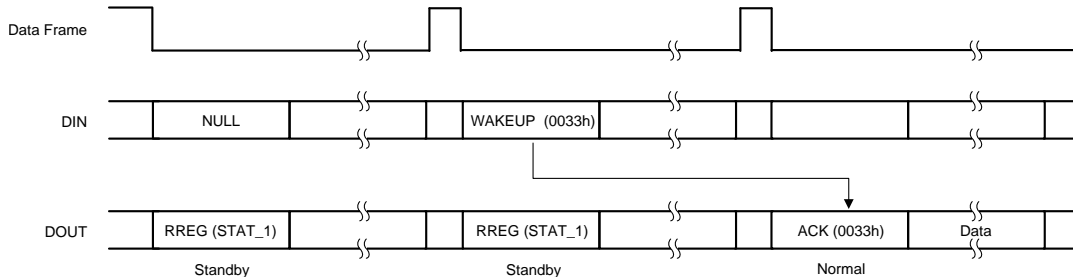 Data Frame
DIN
NULL
WAKEUP (0033h)
DOUT
RREG (STAT_1)
RREG (STAT_1)
ACK (0033h)
Data
Standby
Standby
Normal